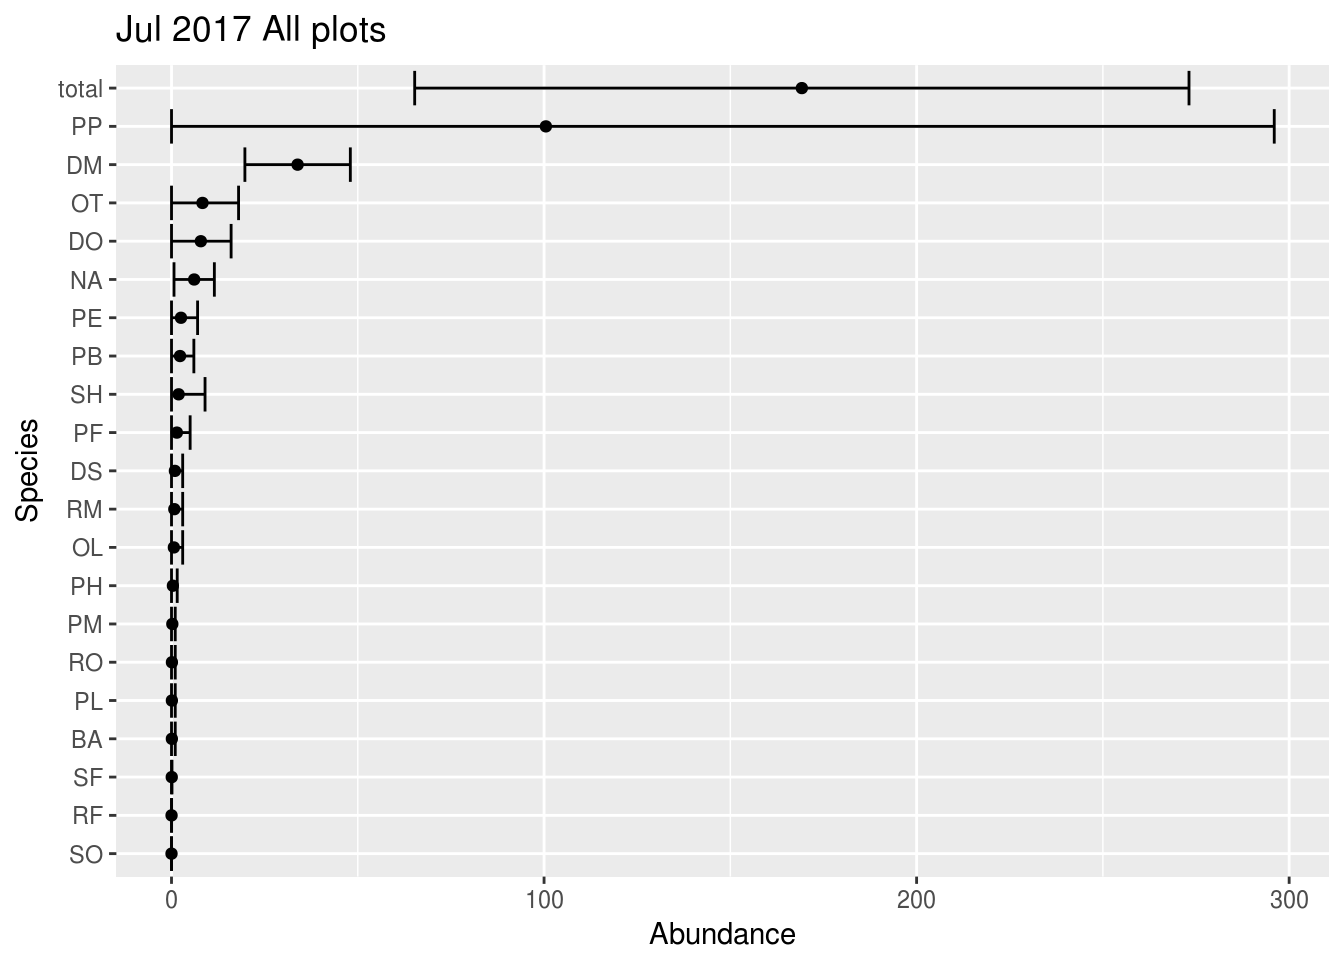 Jul 2017 All plots
total
PP
DM
OT
DO
NA
PE
PB
SH
PF
DS
RM
OL
PH
PM
RO
PL
BA
SF
RF
SO
Species
0 100 200 300
Abundance